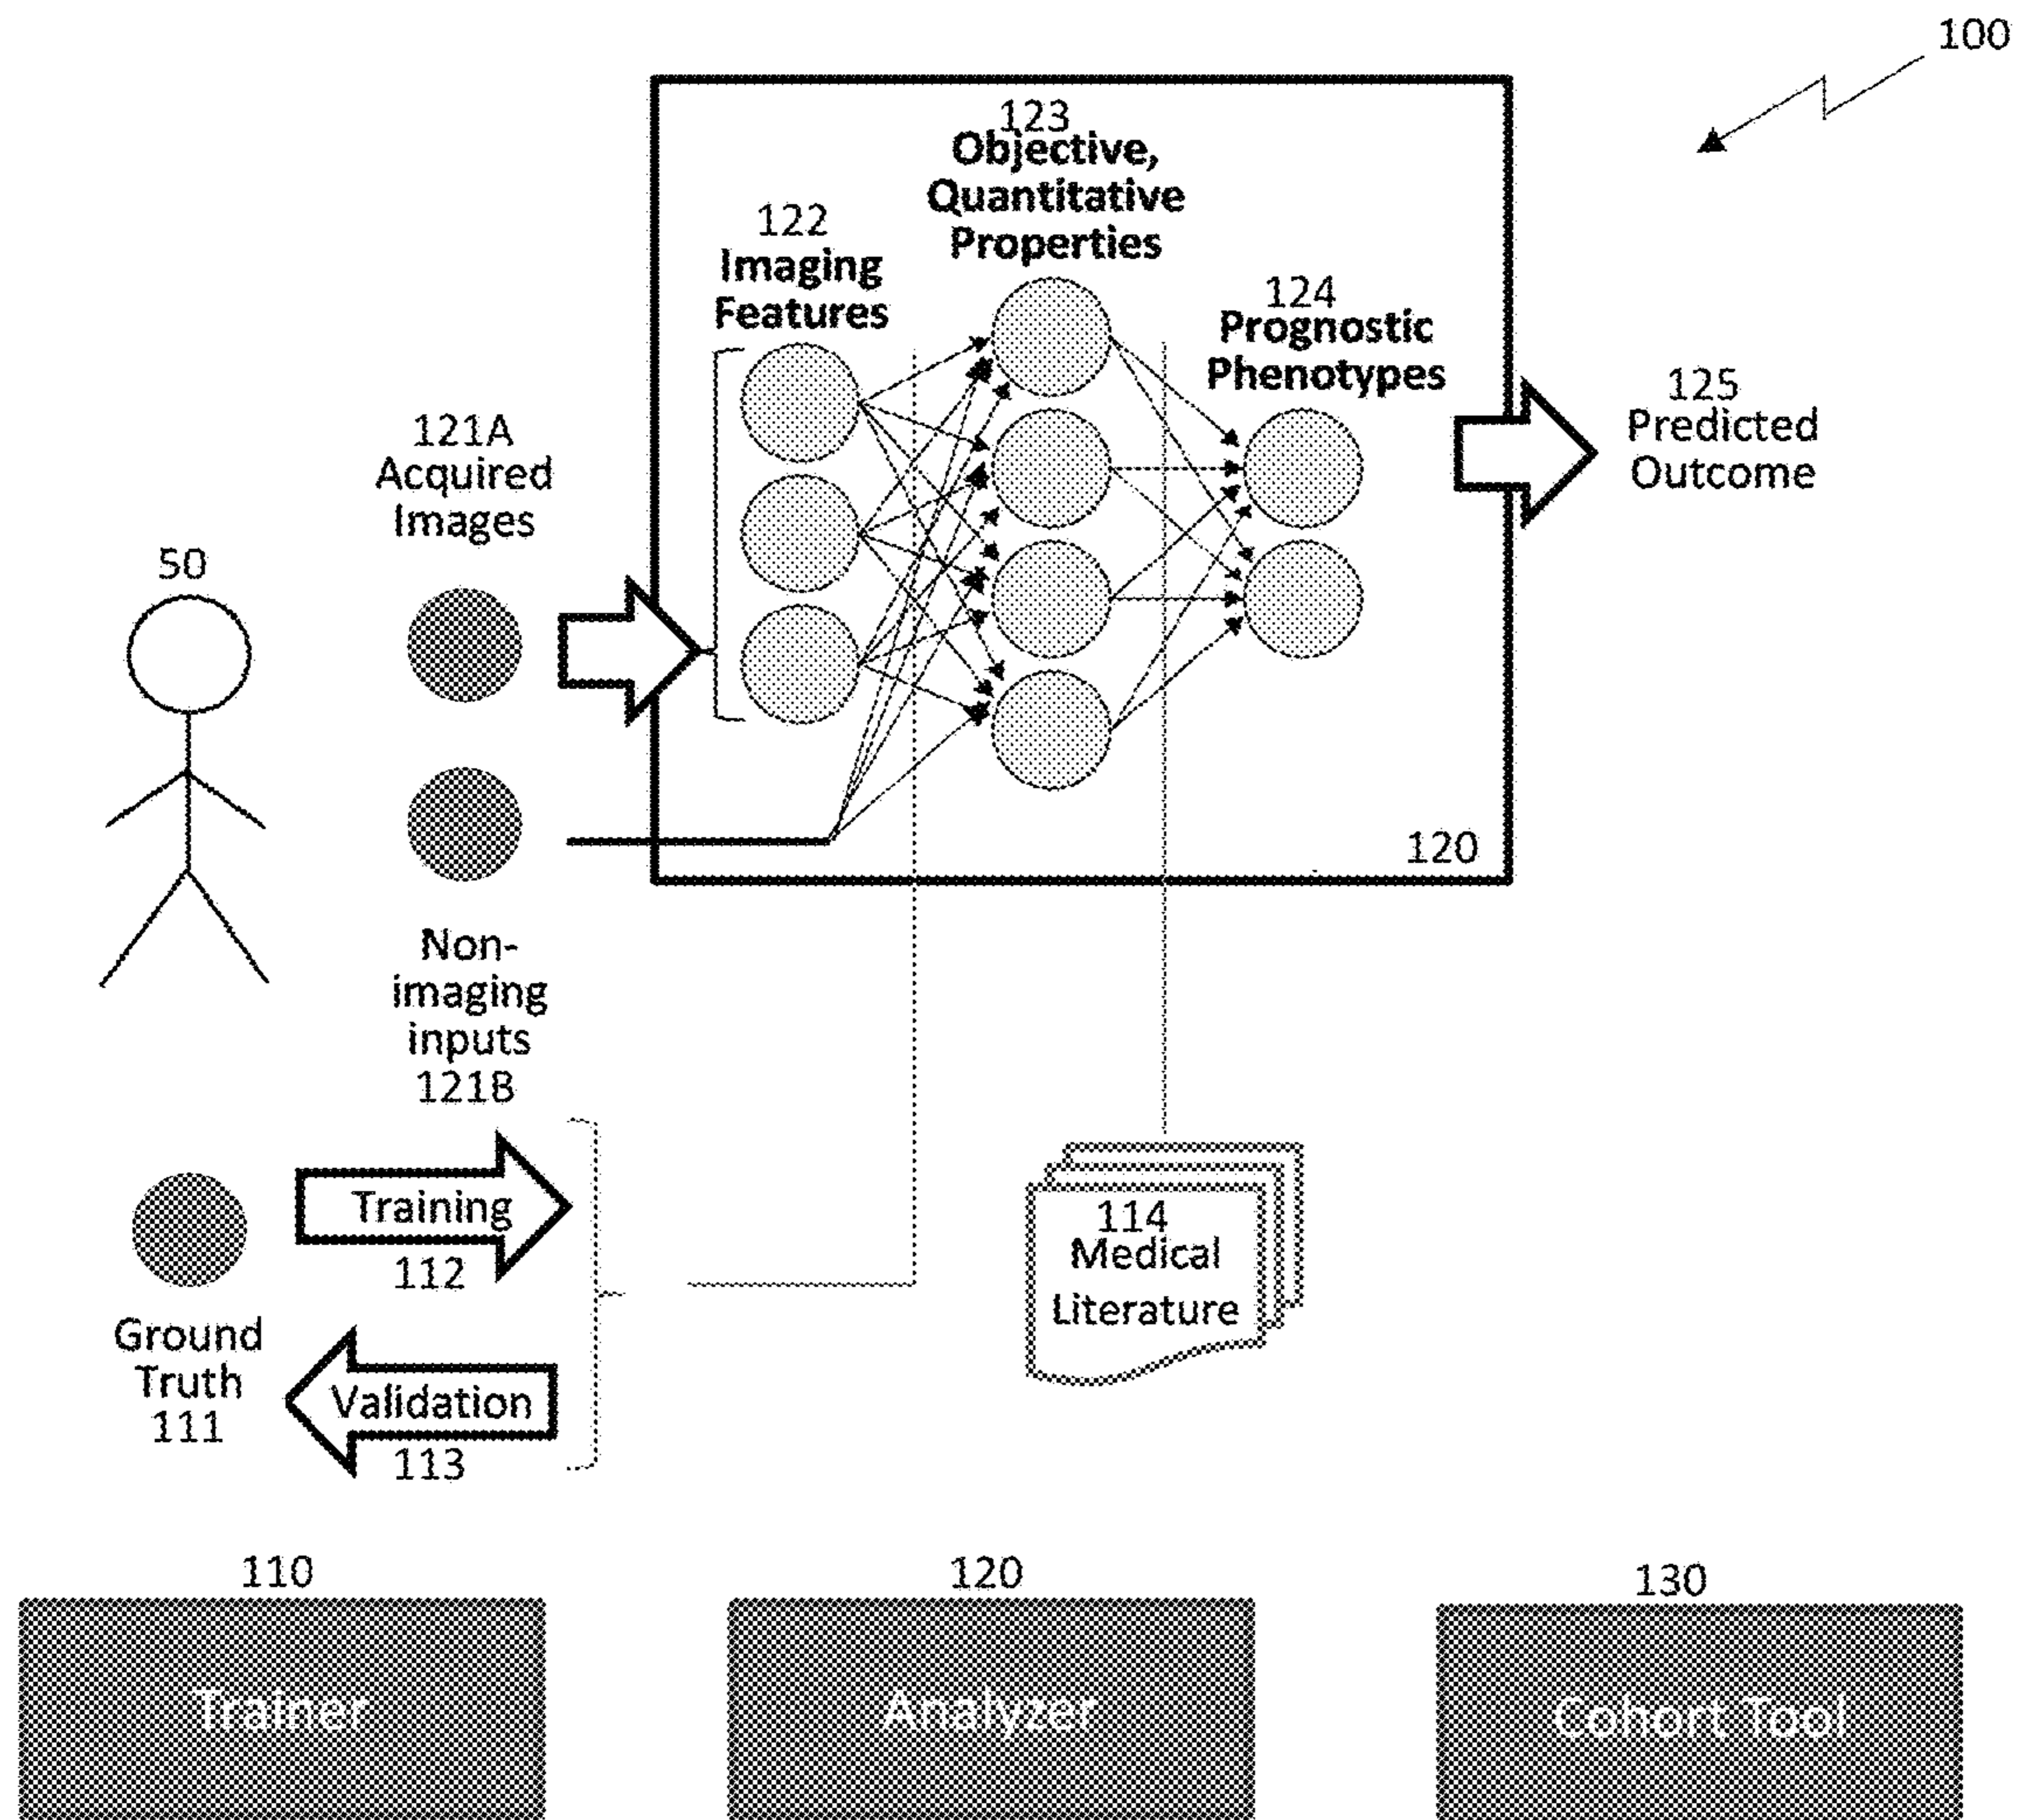 100
123
Objective,
Quantitative
Properties
122
Imaging
Features
124
Prognostic
Phenotypes
125
Predicted
Outcome
121A
Acquired
Images
50
120
Non-
imaging
inputs
121B
Training
112
114
Medical
Literature
Ground
Truth
111
Validation
113
110
120
130
Trainer
Analyzer
Cohort Tool